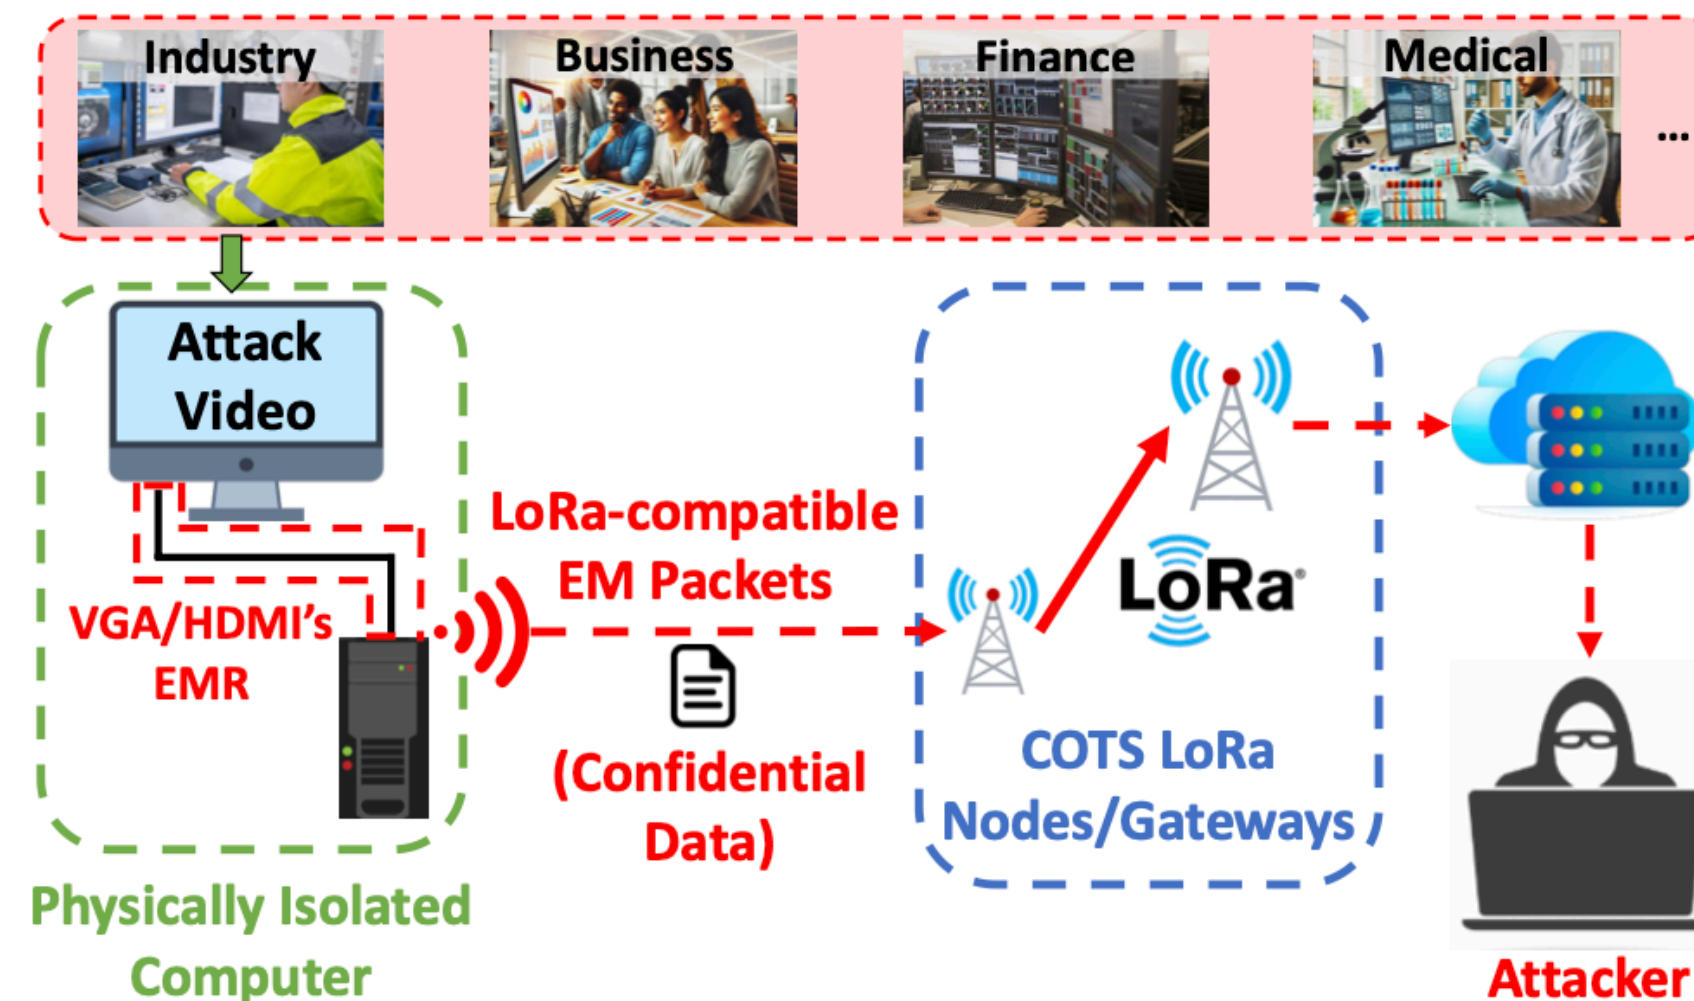 Industry
Business
Finance
Medical
...
Attack
Video
VGA/HDMI's
EMR
LoRa-compatible
EM Packets
(Confidential
Data)
LoRa®
COTS LoRa
Nodes/Gateways
Physically Isolated
Computer
Attacker